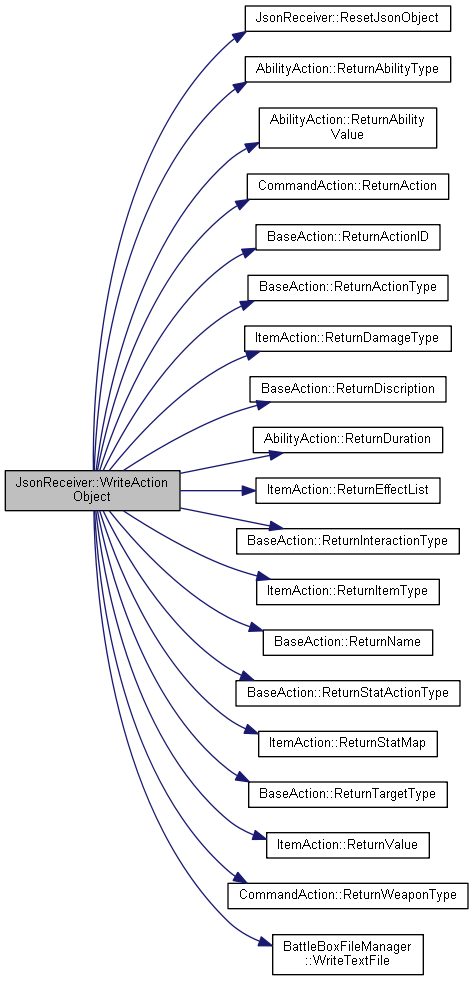 JsonReceiver::ResetJsonObject
AbilityAction::ReturnAbilityType
AbilityAction::ReturnAbility
Value
CommandAction::ReturnAction
BaseAction::ReturnActionID
BaseAction::ReturnActionType
ItemAction::ReturnDamageType
BaseAction::ReturnDiscription
AbilityAction::ReturnDuration
JsonReceiver::WriteAction
Object
ItemAction::ReturnEffectList
BaseAction::ReturnInteractionType
ItemAction::ReturnItemType
BaseAction::ReturnName
BaseAction::ReturnStatActionType
ItemAction::ReturnStatMap
BaseAction::ReturnTargetType
ItemAction::ReturnValue
CommandAction::ReturnWeaponType
BattleBoxFileManager
::WriteTextFile